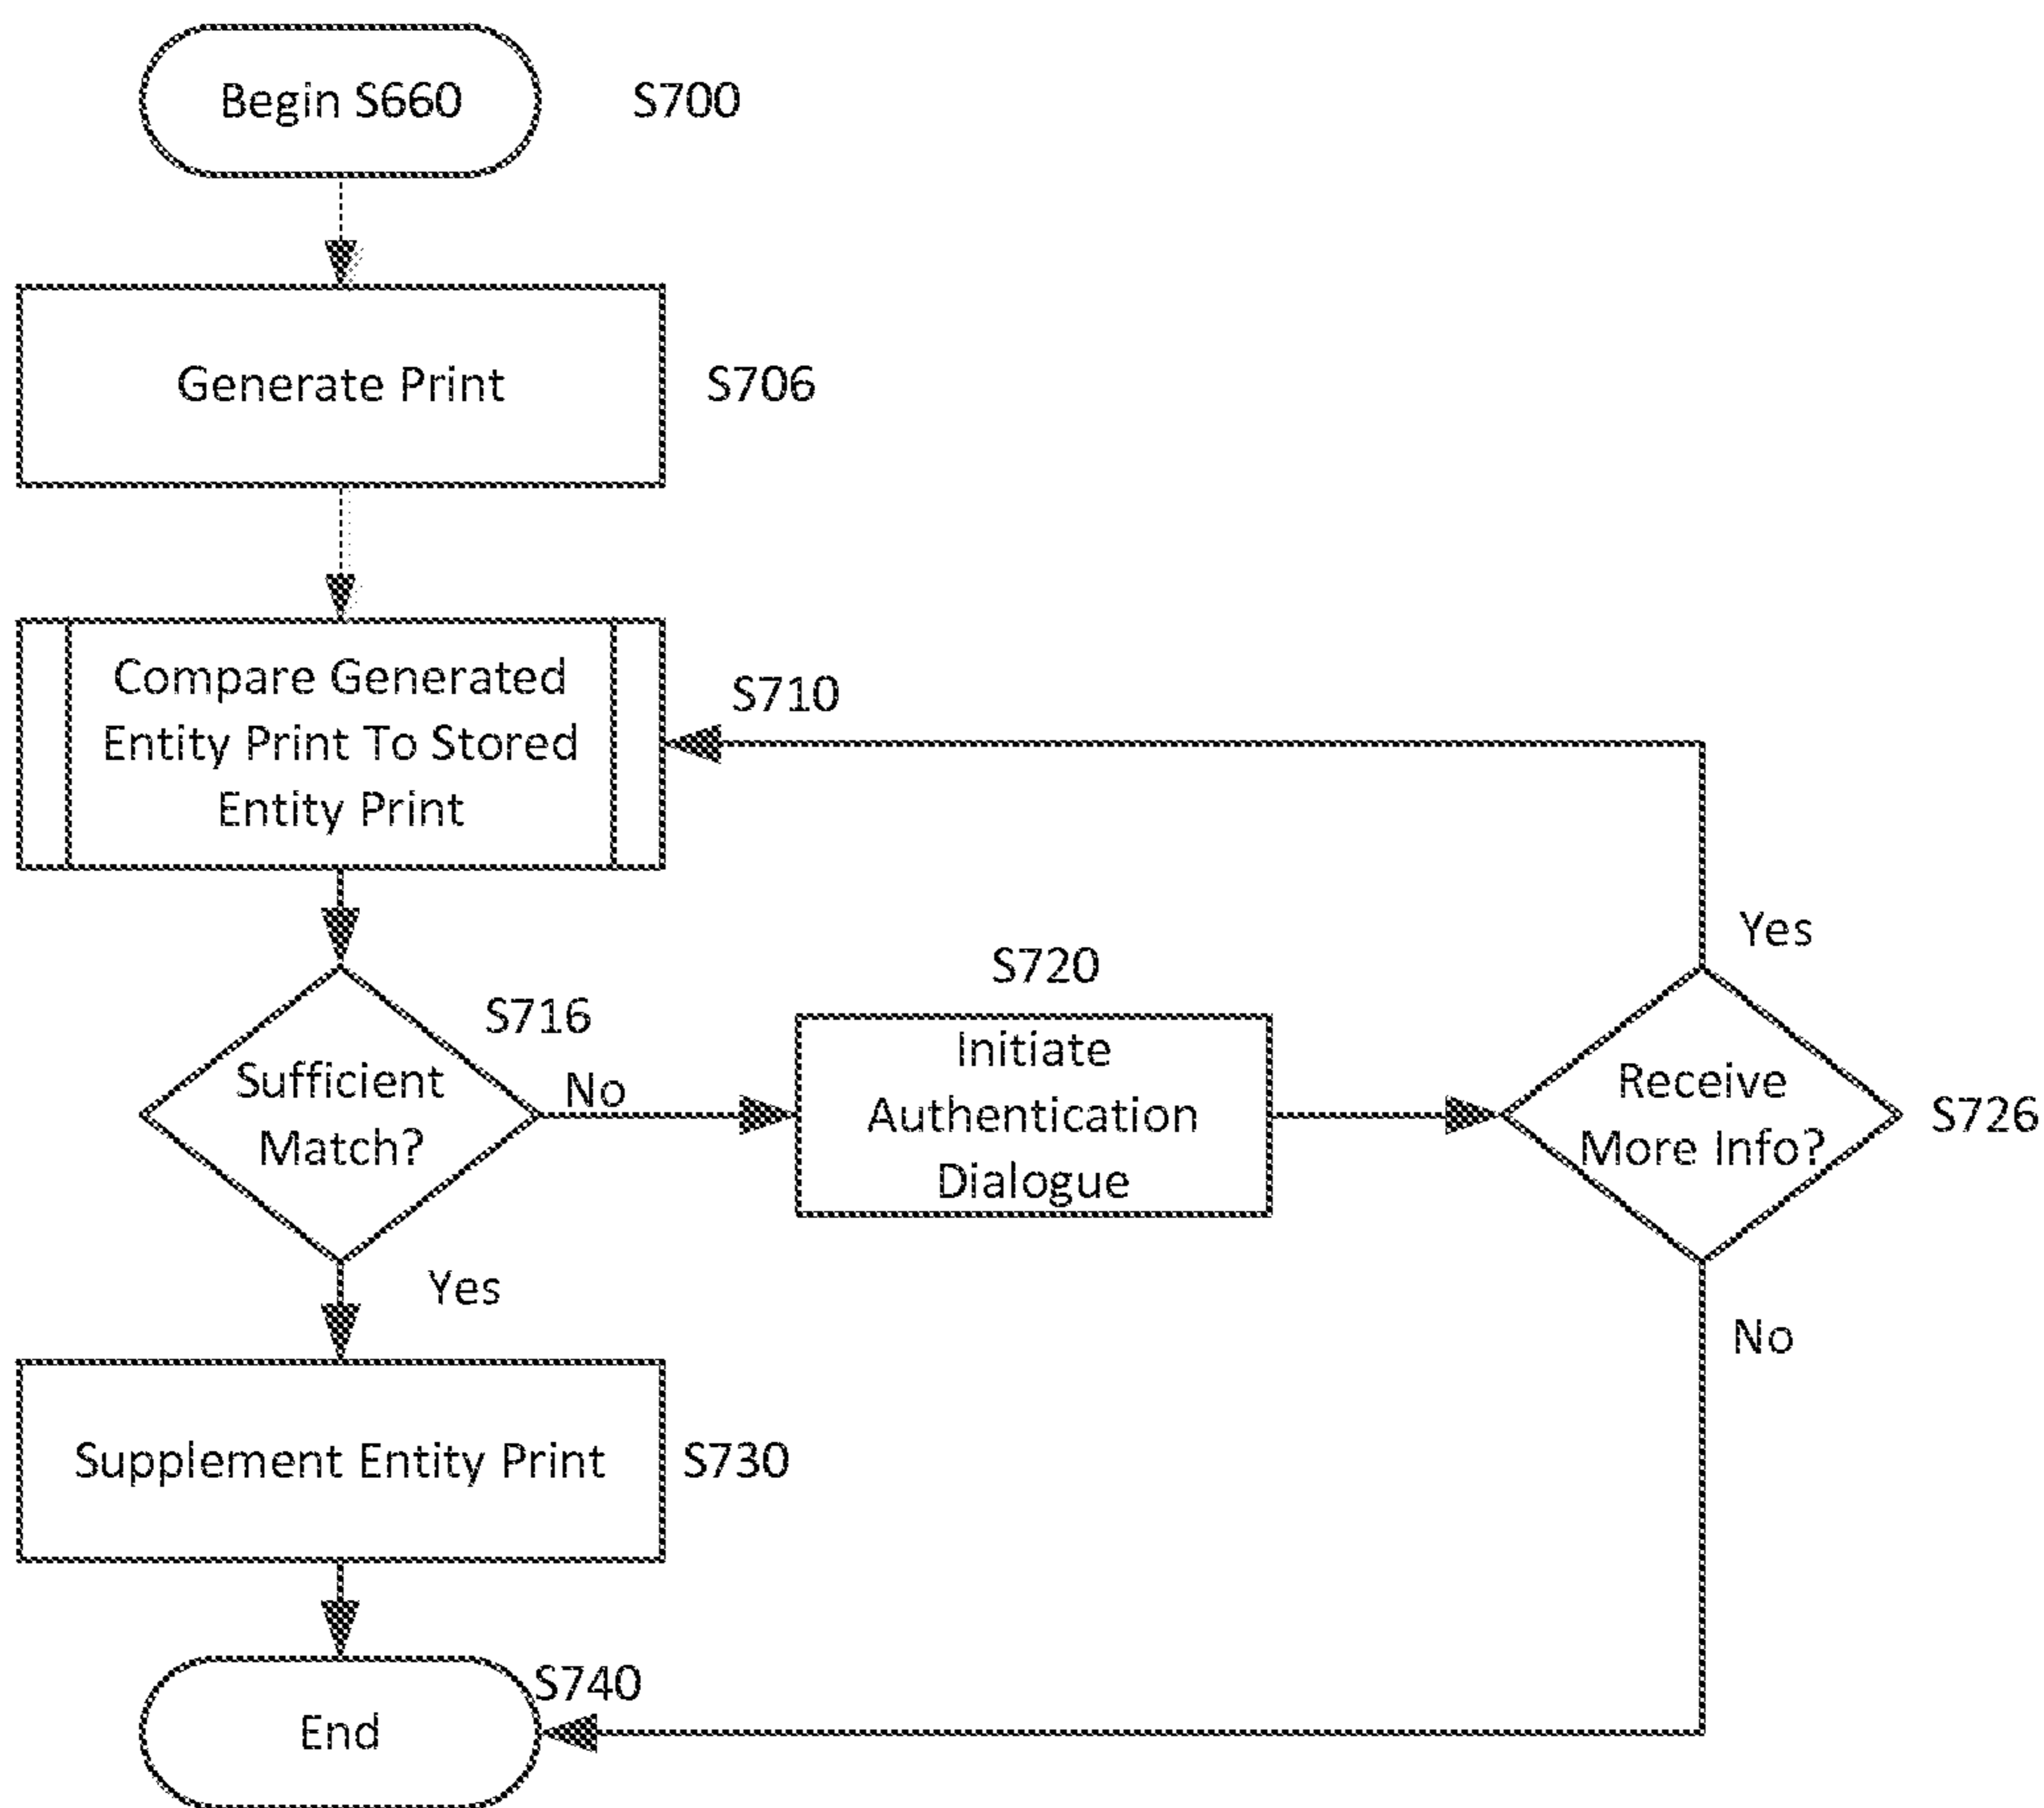 Begin S660
S700
Generate Print
S706
Compare Generated
Entity Print To Stored
Entity Print
S710
Sufficient
Match?
S716
No
Yes
S720
Initiate
Authentication
Dialogue
Receive
More Info?
S726
Yes
No
Supplement Entity Print
S730
End
S740